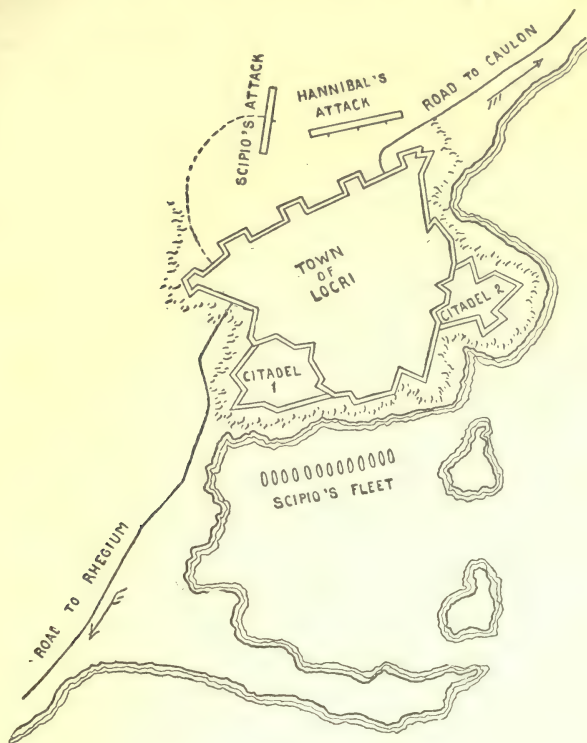 SCIPIO'S ATTACK
HANNIBAL'S
ATTACK
ROAD TO CAULON
TOWN
OF
LOCRI
CITADEL 2
CITADEL
1
SCIPIO'S FLEET
ROAD TO RHEGIUM